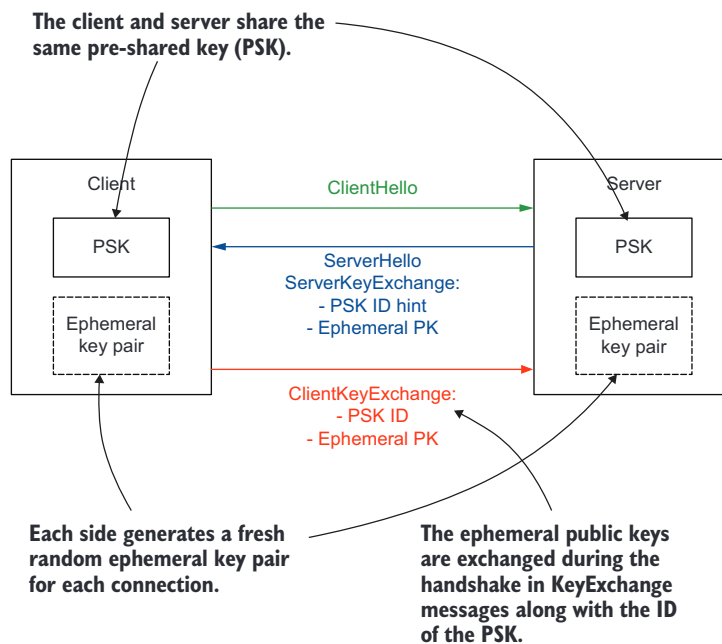 The client and server share the
same pre-shared key (PSK).
Client
PSK
Ephemeral
key pair
ClientHello
ServerHello
ServerKeyExchange:
- PSK ID hint
- Ephemeral PK
ClientKeyExchange:
- PSK ID
- Ephemeral PK
Server
PSK
Ephemeral
key pair
Each side generates a fresh
random ephemeral key pair
for each connection.
The ephemeral public keys
are exchanged during the
handshake in KeyExchange
messages along with the ID
of the PSK.